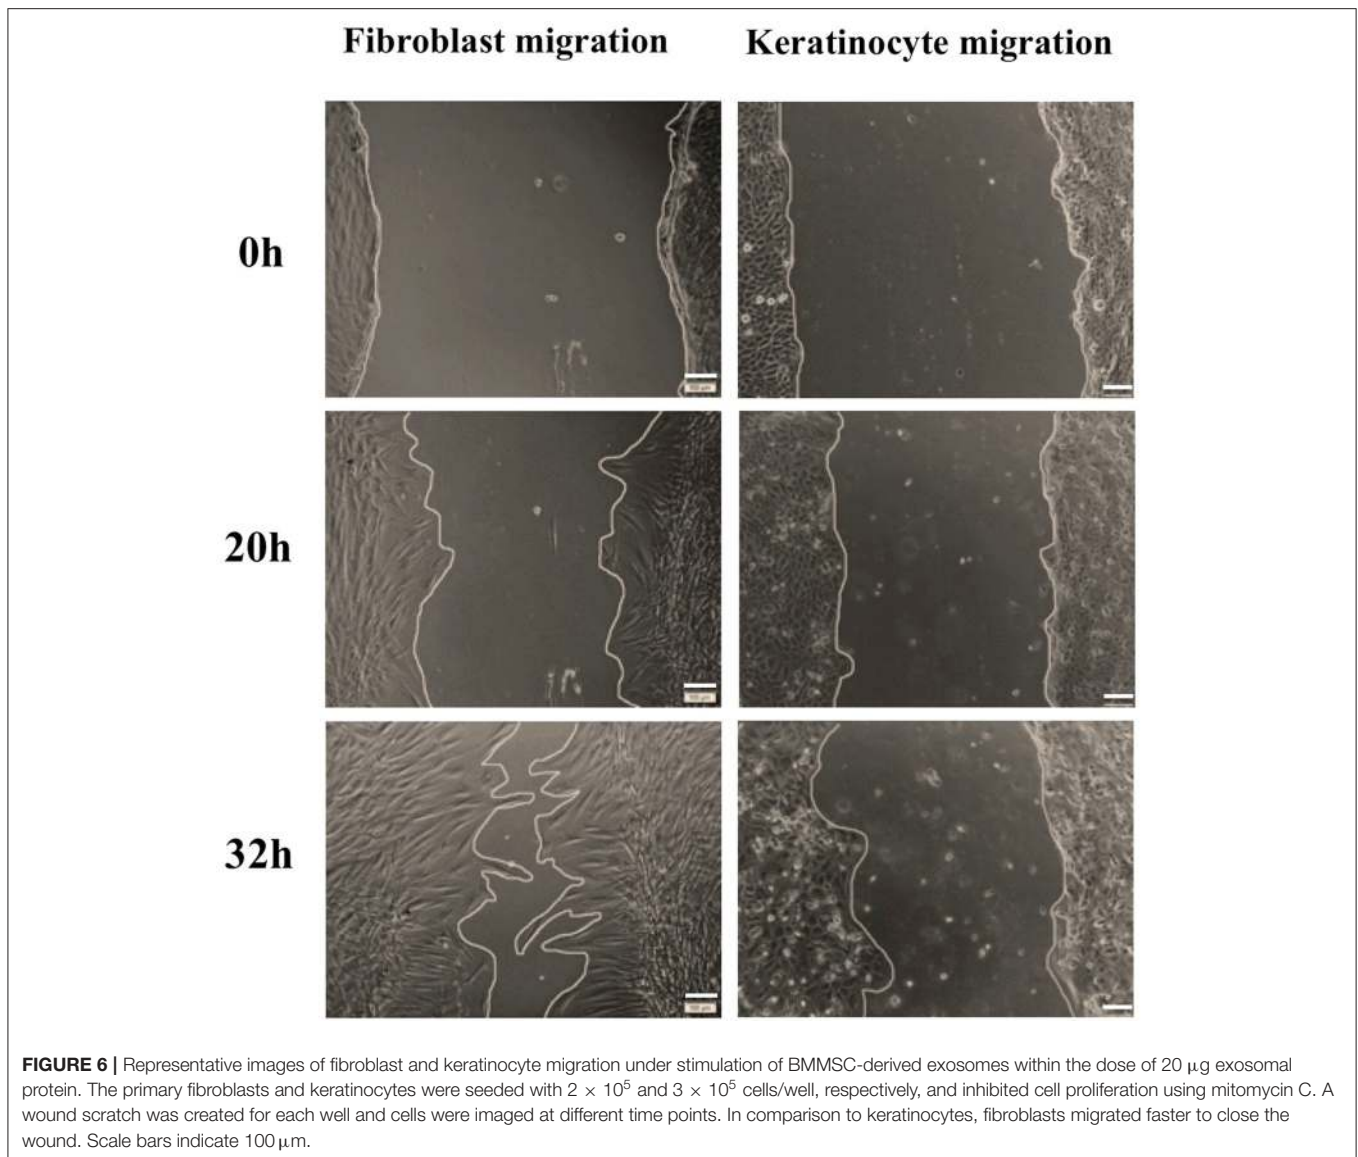 Fibroblast migration
Keratinocyte migration
0h
20h
32h
FIGURE 6 | Representative images of fibroblast and keratinocyte migration under stimulation of BMMSC-derived exosomes within the dose of 20 μg exosomal
protein. The primary fibroblasts and keratinocytes were seeded with 2 × 10⁵ and 3 × 10⁵ cells/well, respectively, and inhibited cell proliferation using mitomycin C. A
wound scratch was created for each well and cells were imaged at different time points. In comparison to keratinocytes, fibroblasts migrated faster to close the
wound. Scale bars indicate 100 μm.